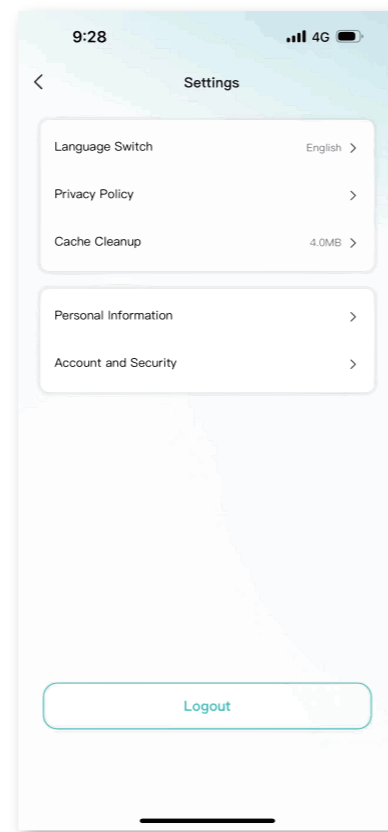 9:28 4G
Settings
Language Switch English
Privacy Policy
Cache Cleanup 4.0MB
Personal Information
Account and Security
Logout